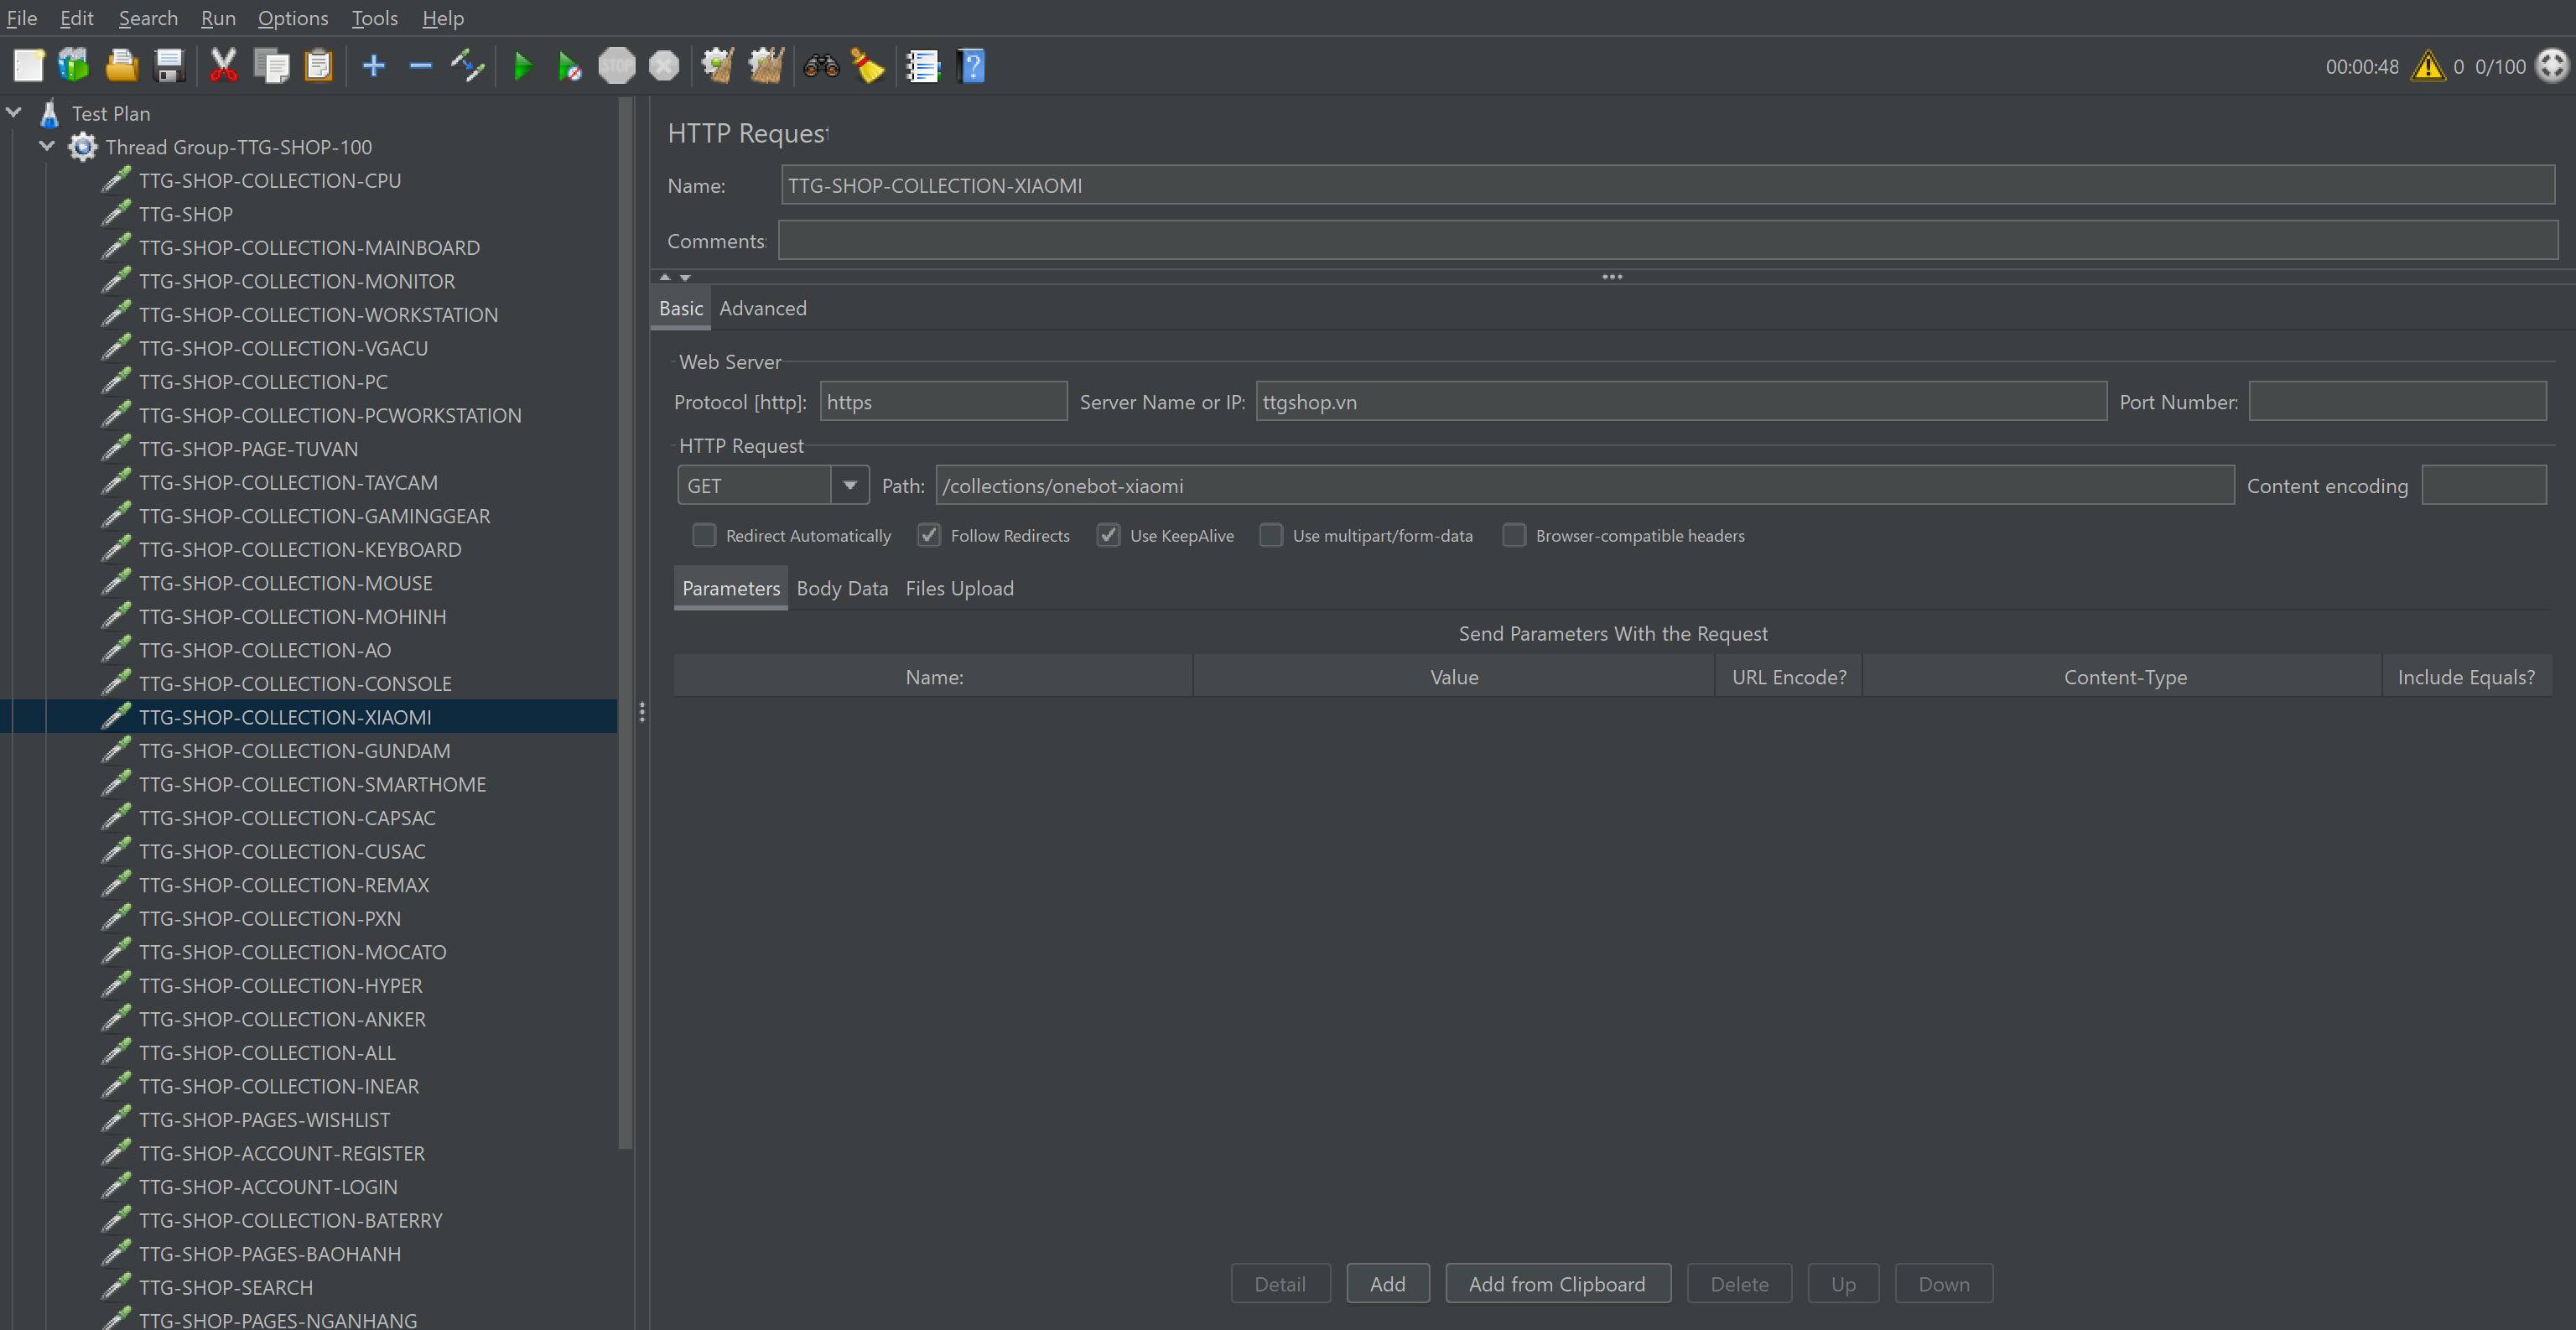 File Edit Search Run Options Tools Help
STOP
00:00:48 0 0/100
Test Plan
Thread Group-TTG-SHOP-100
TTG-SHOP-COLLECTION-CPU
TTG-SHOP
TTG-SHOP-COLLECTION-MAINBOARD
TTG-SHOP-COLLECTION-MONITOR
TTG-SHOP-COLLECTION-WORKSTATION
TTG-SHOP-COLLECTION-VGACU
TTG-SHOP-COLLECTION-PC
TTG-SHOP-COLLECTION-PCWORKSTATION
TTG-SHOP-PAGE-TUVAN
TTG-SHOP-COLLECTION-TAYCAM
TTG-SHOP-COLLECTION-GAMINGGEAR
TTG-SHOP-COLLECTION-KEYBOARD
TTG-SHOP-COLLECTION-MOUSE
TTG-SHOP-COLLECTION-MOHINH
TTG-SHOP-COLLECTION-AO
TTG-SHOP-COLLECTION-CONSOLE
TTG-SHOP-COLLECTION-XIAOMI
TTG-SHOP-COLLECTION-GUNDAM
TTG-SHOP-COLLECTION-SMARTHOME
TTG-SHOP-COLLECTION-CAPSAC
TTG-SHOP-COLLECTION-CUSAC
TTG-SHOP-COLLECTION-REMAX
TTG-SHOP-COLLECTION-PXN
TTG-SHOP-COLLECTION-MOCATO
TTG-SHOP-COLLECTION-HYPER
TTG-SHOP-COLLECTION-ANKER
TTG-SHOP-COLLECTION-ALL
TTG-SHOP-COLLECTION-INEAR
TTG-SHOP-PAGES-WISHLIST
TTG-SHOP-ACCOUNT-REGISTER
TTG-SHOP-ACCOUNT-LOGIN
TTG-SHOP-COLLECTION-BATERRY
TTG-SHOP-PAGES-BAOHANH
TTG-SHOP-SEARCH
TTG-SHOP-PAGES-NGANHANG
HTTP Request
Name: TTG-SHOP-COLLECTION-XIAOMI
Comments:
Basic Advanced
Web Server
Protocol [http]: https Server Name or IP: ttgshop.vn Port Number:
HTTP Request
GET Path: /collections/onebot-xiaomi Content encoding
Redirect Automatically Follow Redirects Use KeepAlive Use multipart/form-data Browser-compatible headers
Parameters Body Data Files Upload
Send Parameters With the Request
Name: Value URL Encode? Content-Type Include Equals?
Detail Add Add from Clipboard Delete Up Down